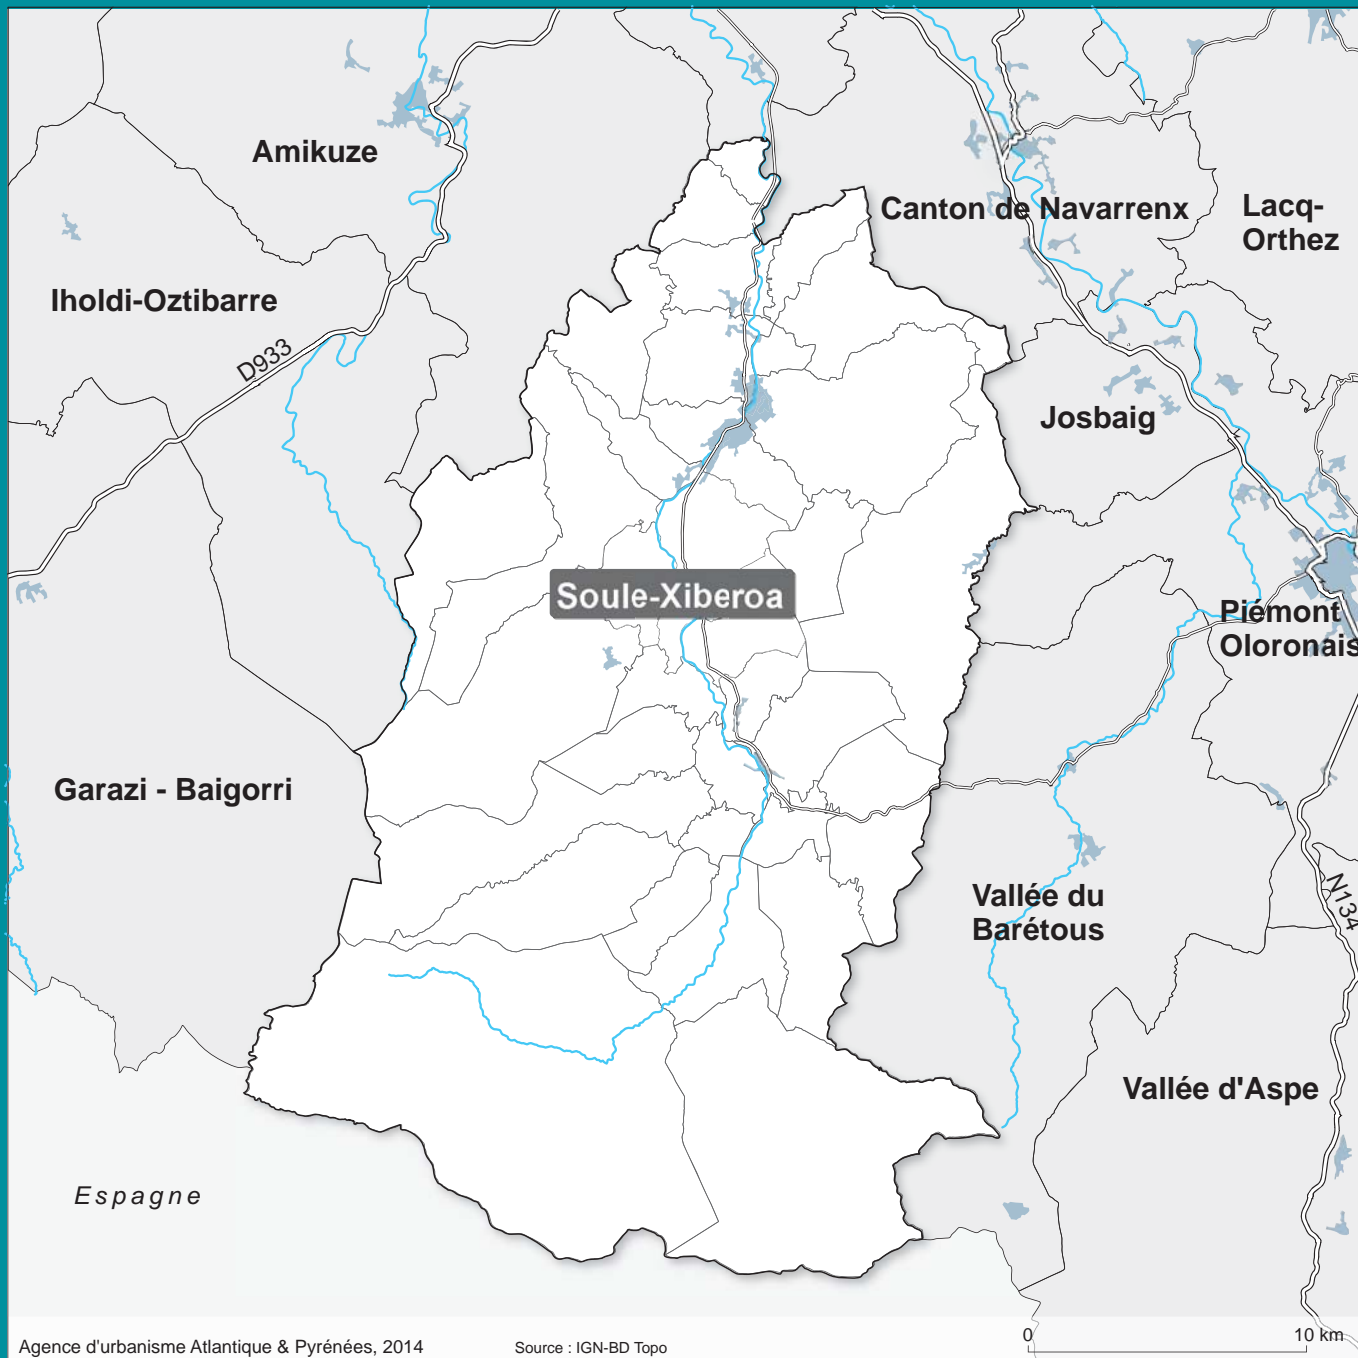 Amikuze
Canton de Navarrenx
Lacq-
Orthez
Iholdi-Oztibarre
D933
Josbaig
Soule-Xiberoa
Piémont
Oloronais
Garazi - Baigorri
Vallée du
Barétous
N134
Vallée d'Aspe
Espagne
0 10 km
Agence d'urbanisme Atlantique & Pyrénées, 2014
Source : IGN-BD Topo